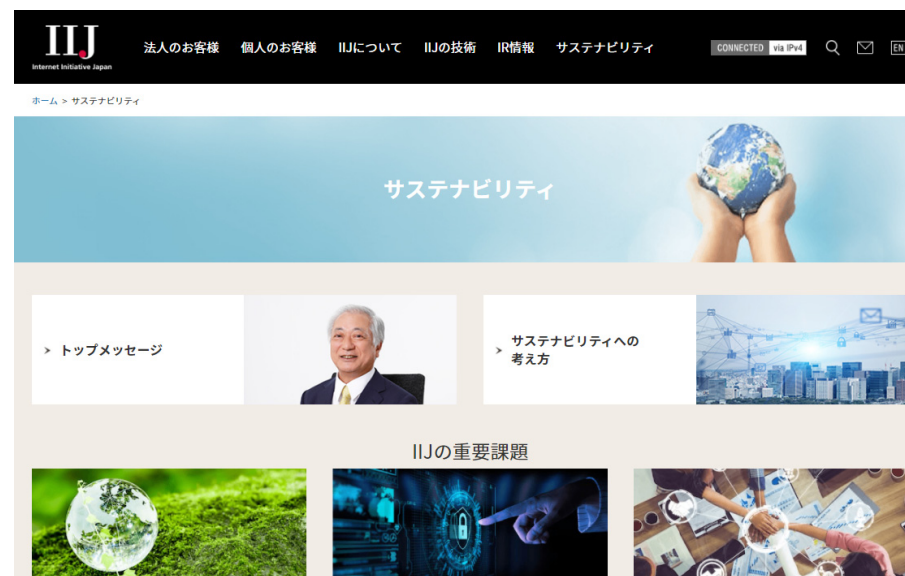 IIJ
Internet Initiative Japan
法人のお客様 個人のお客様 IIJについて IIJの技術 IR情報 サステナビリティ
CONNECTED via IPv4
EN
ホーム > サステナビリティ
サステナビリティ
トップメッセージ
サステナビリティへの
考え方
IIJの重要課題